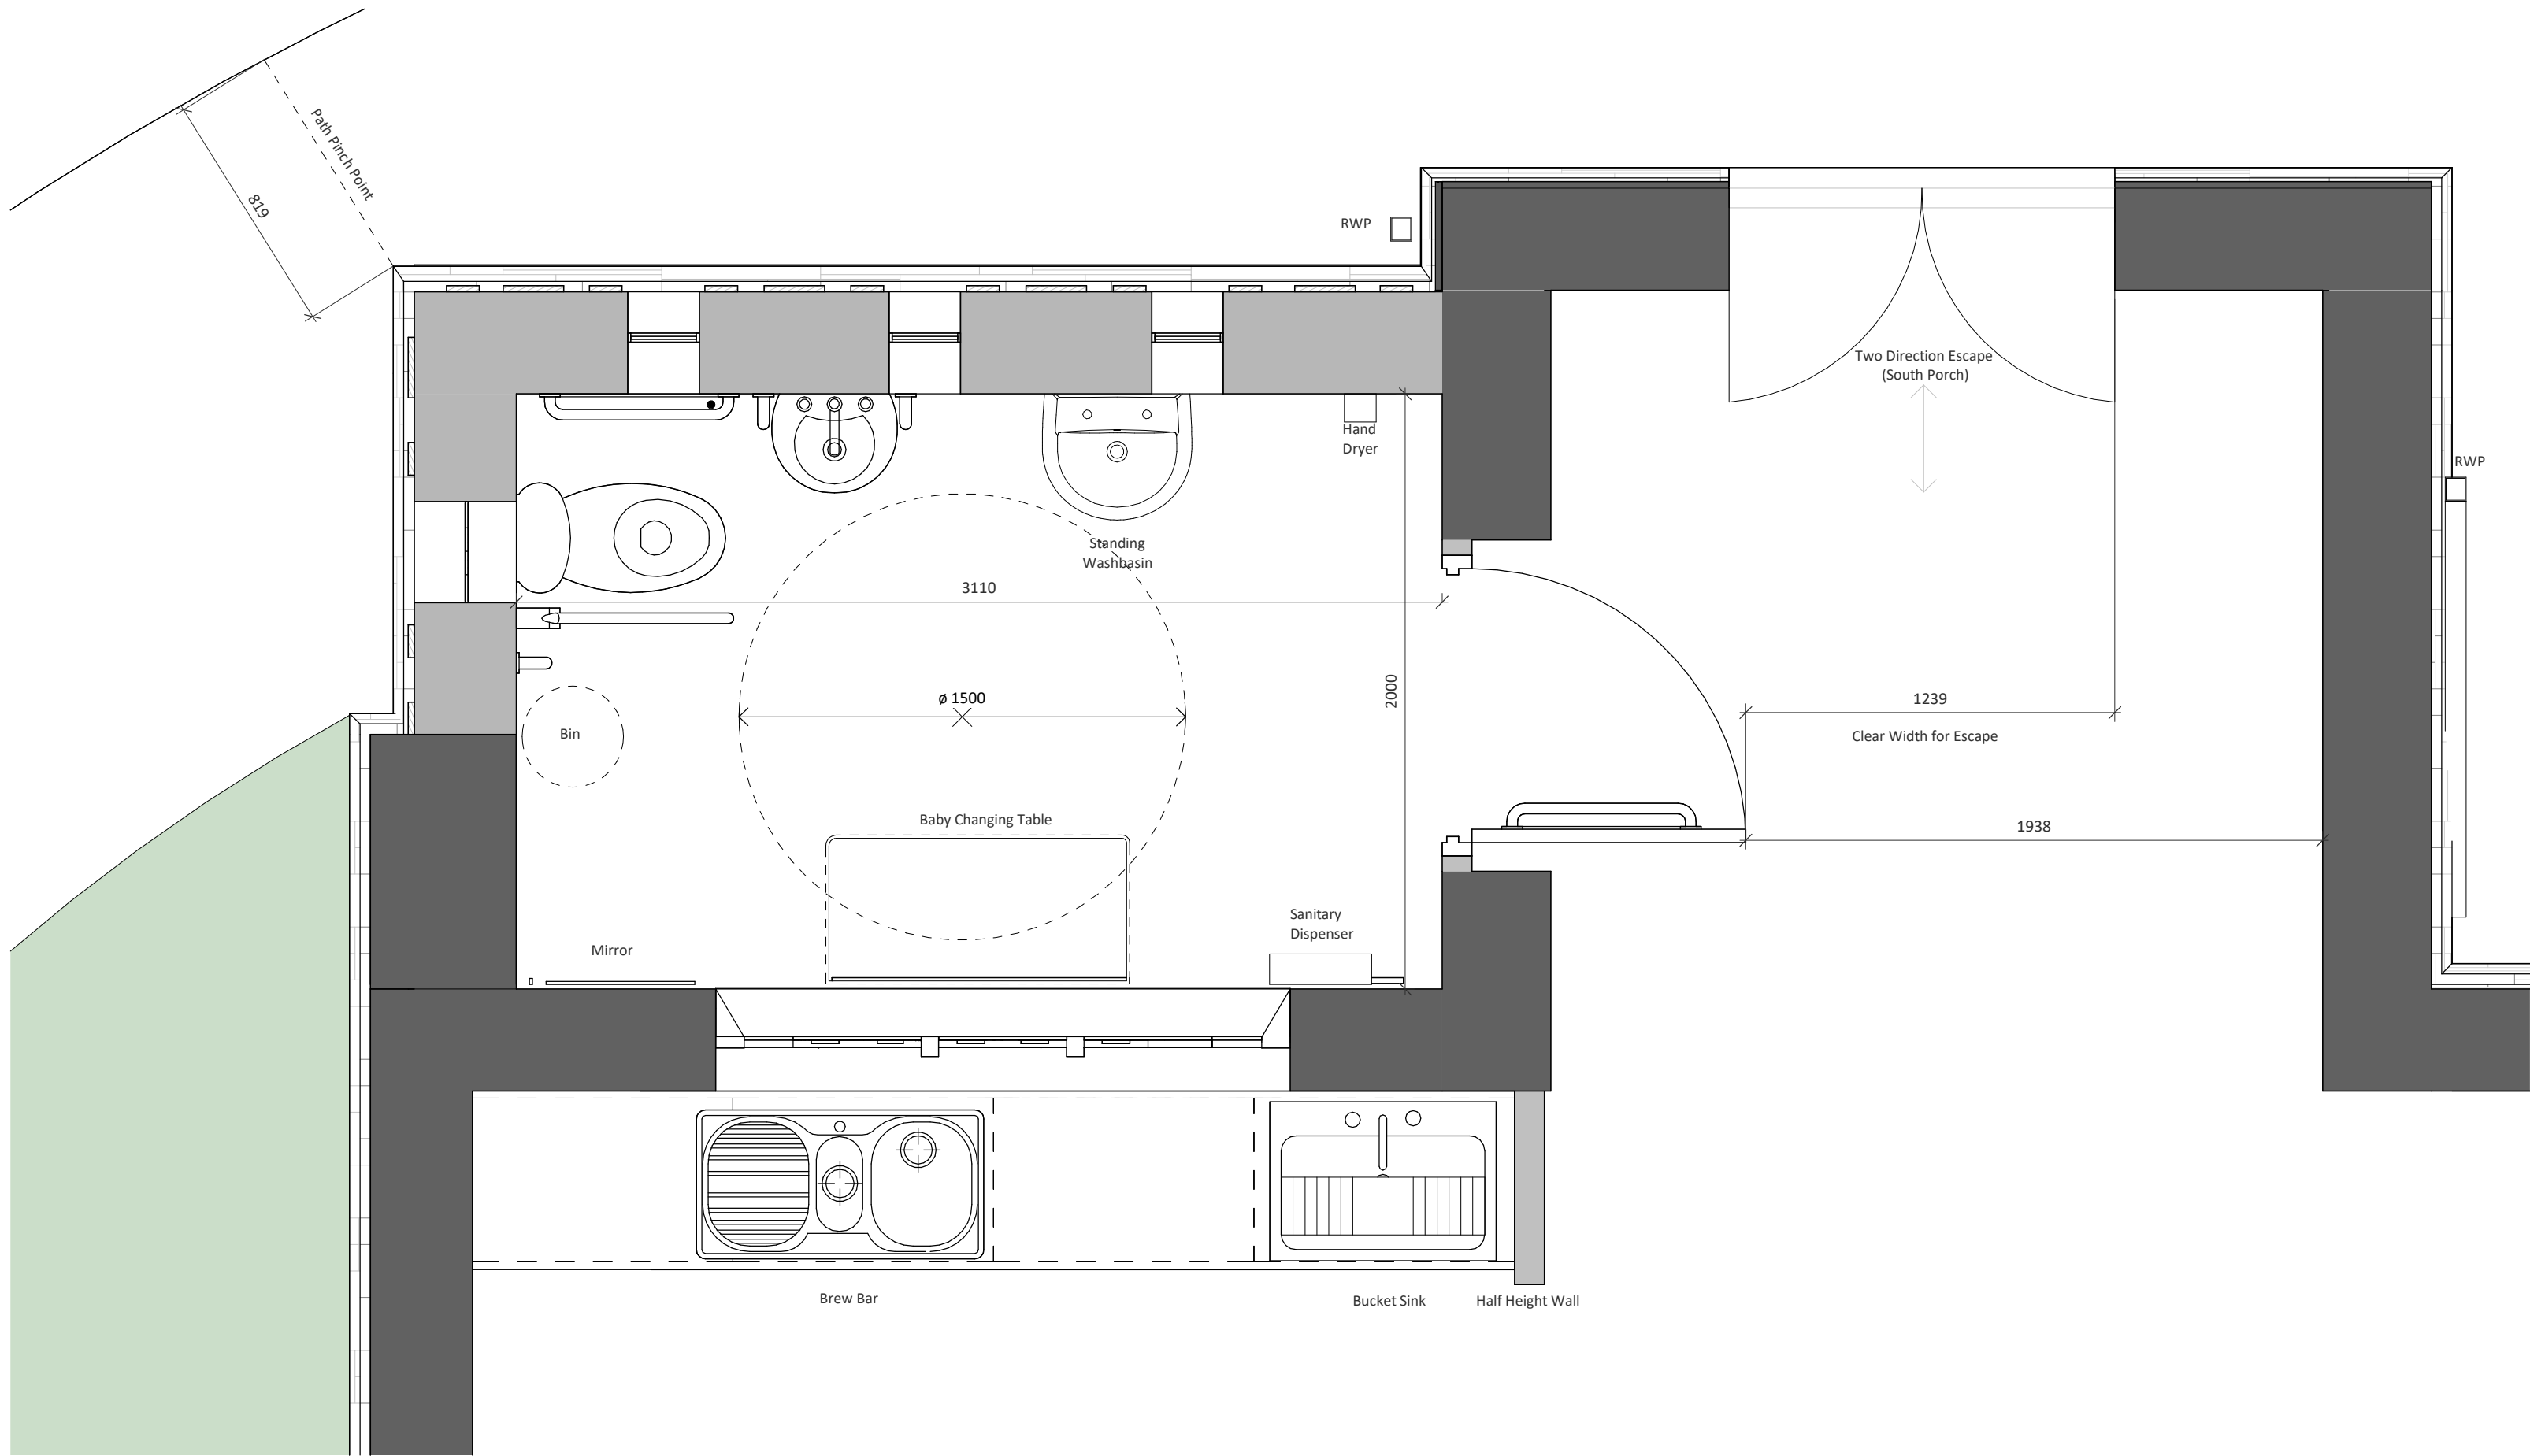 Path Pinch Point
819
RWP
Two Direction Escape
(South Porch)
Hand
Dryer
RWP
Standing
Washbasin
3110
2000
ø 1500
1239
Bin
Clear Width for Escape
Baby Changing Table
1938
Sanitary
Dispenser
Mirror
Brew Bar
Bucket Sink
Half Height Wall